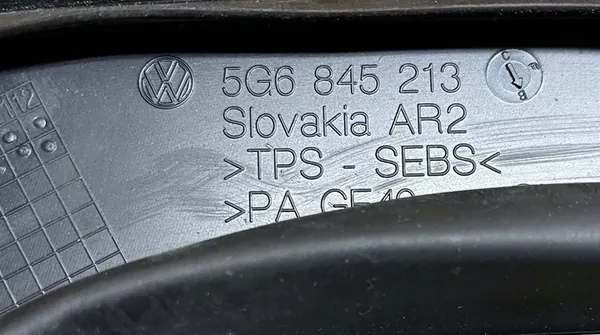 5G6 845 213
Slovakia AR2
>TPS - SEBS<
>PA